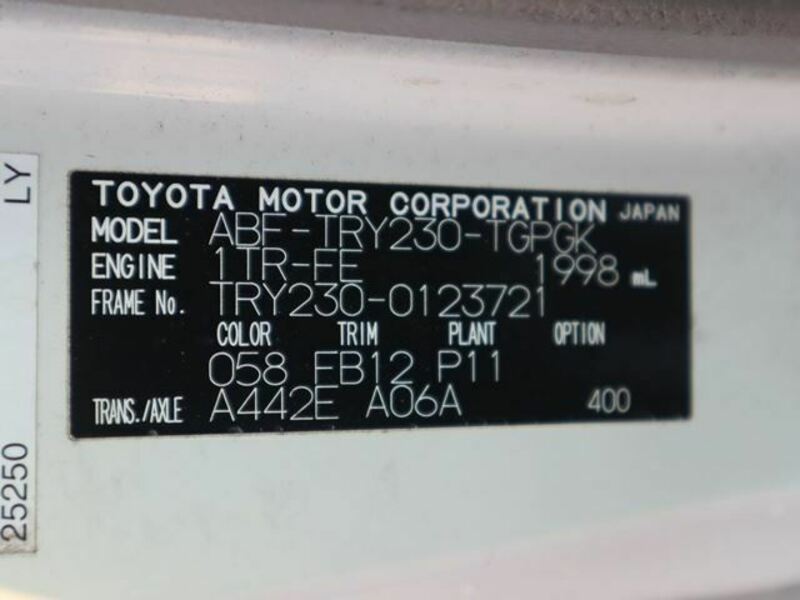 TOYOTA MOTOR CORPORATION JAPAN
MODEL ABF-TRY230-TGPGK
ENGINE 1TR-FE 1998 mL
FRAME No. TRY230-0123721
COLOR TRIM PLANT OPTION
058 FB12 P11
TRANS./AXLE A442E A06A 400
LY
25250